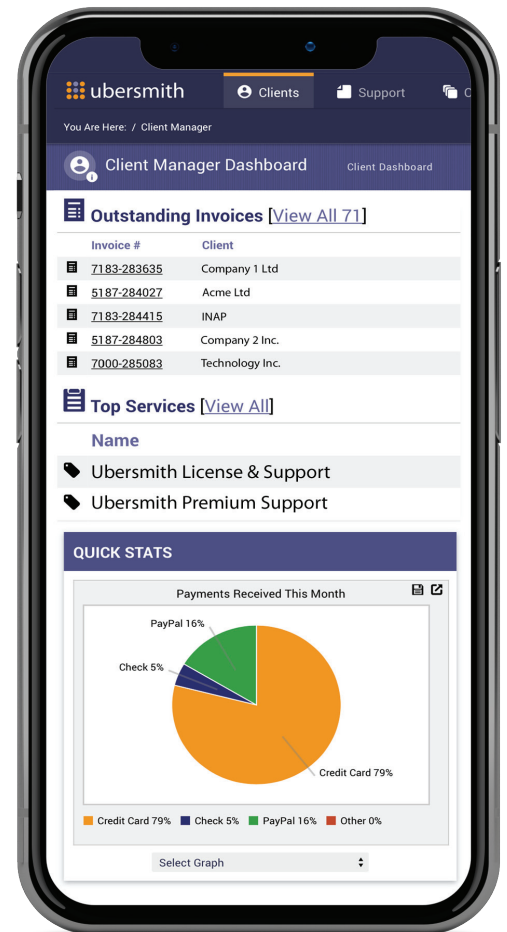 ubersmith
Clients
Support
You Are Here: / Client Manager
Client Manager Dashboard
Client Dashboard
Outstanding Invoices [View All 71]
Invoice # Client
7183-283635 Company 1 Ltd
5187-284027 Acme Ltd
7183-284415 INAP
5187-284803 Company 2 Inc.
7000-285083 Technology Inc.
Top Services [View All]
Name
Ubersmith License & Support
Ubersmith Premium Support
QUICK STATS
Payments Received This Month
PayPal 16%
Check 5%
Credit Card 79%
Credit Card 79% Check 5% PayPal 16% Other 0%
Select Graph